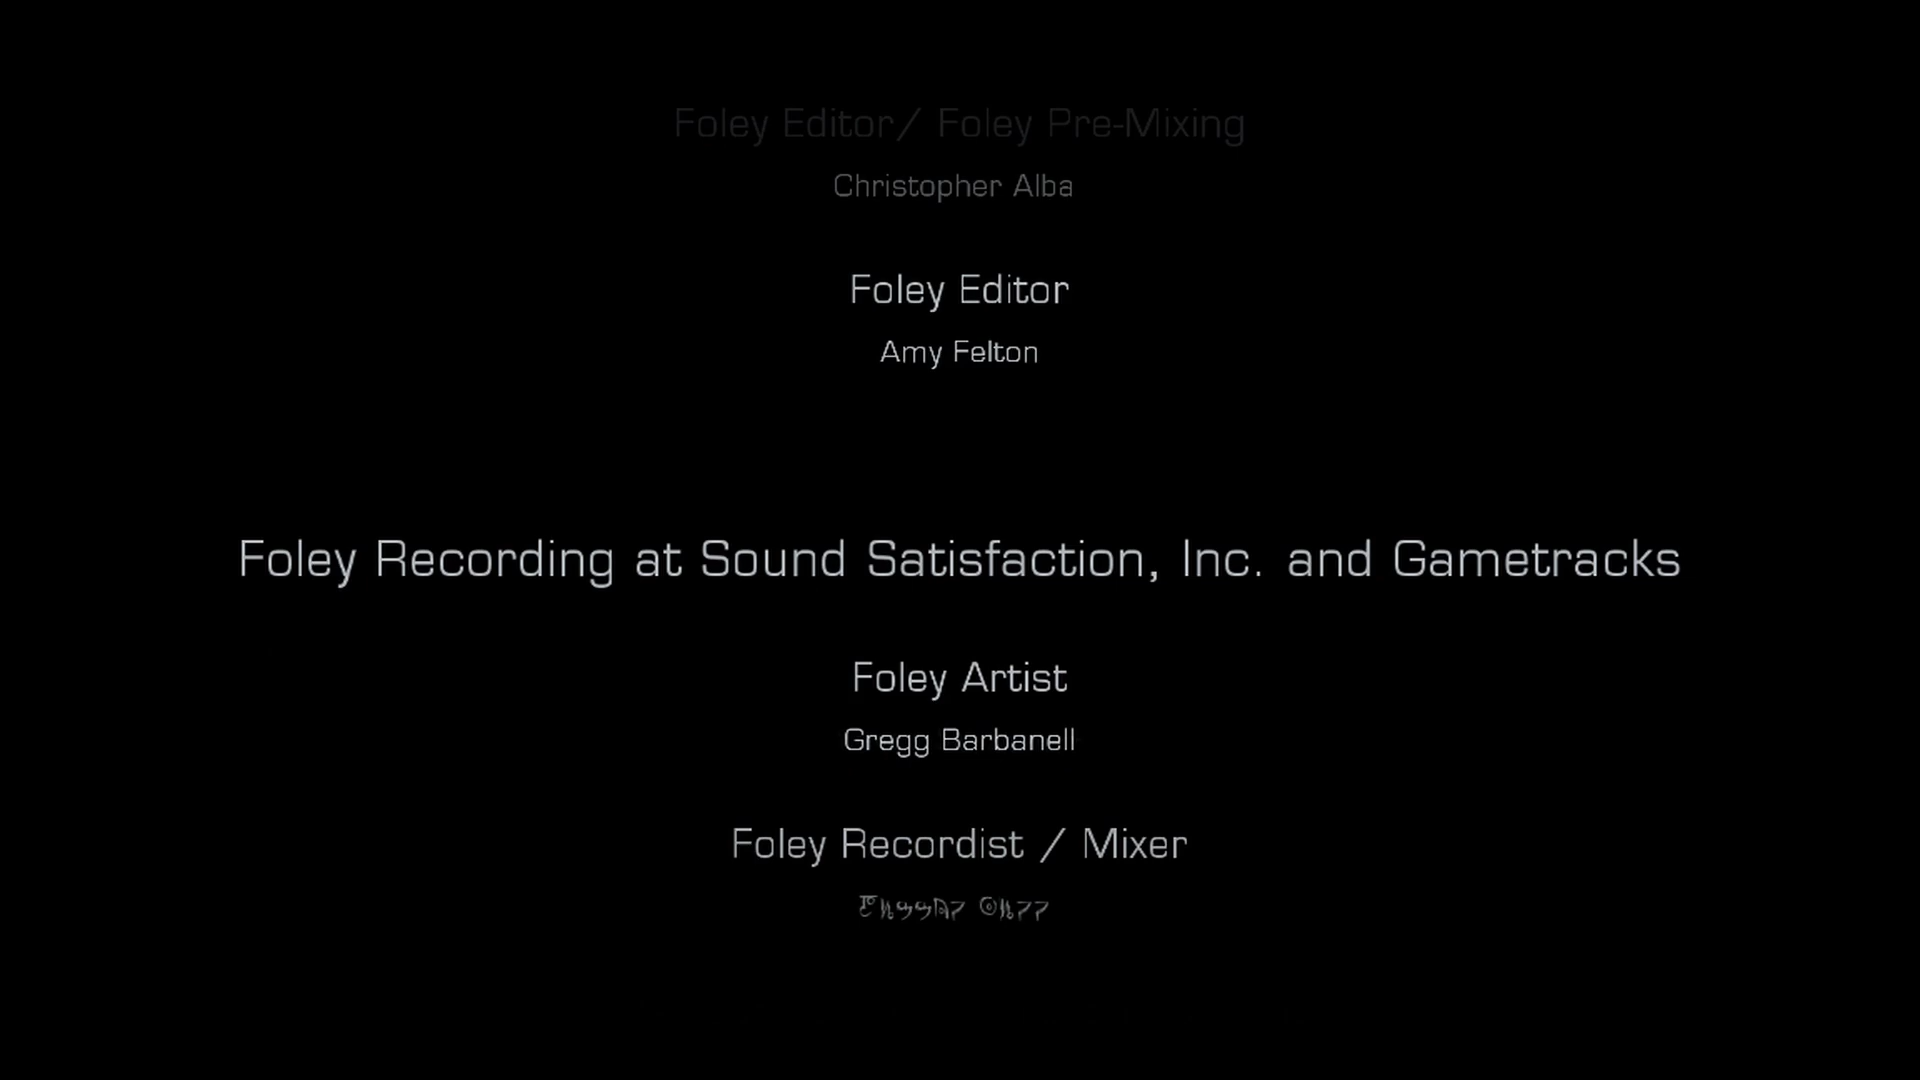 Foley Editor/ Foley Pre-Mixing
Christopher Alba
Foley Editor
Amy Felton
Foley Recording at Sound Satisfaction, Inc. and Gametracks
Foley Artist
Gregg Barbanell
Foley Recordist / Mixer